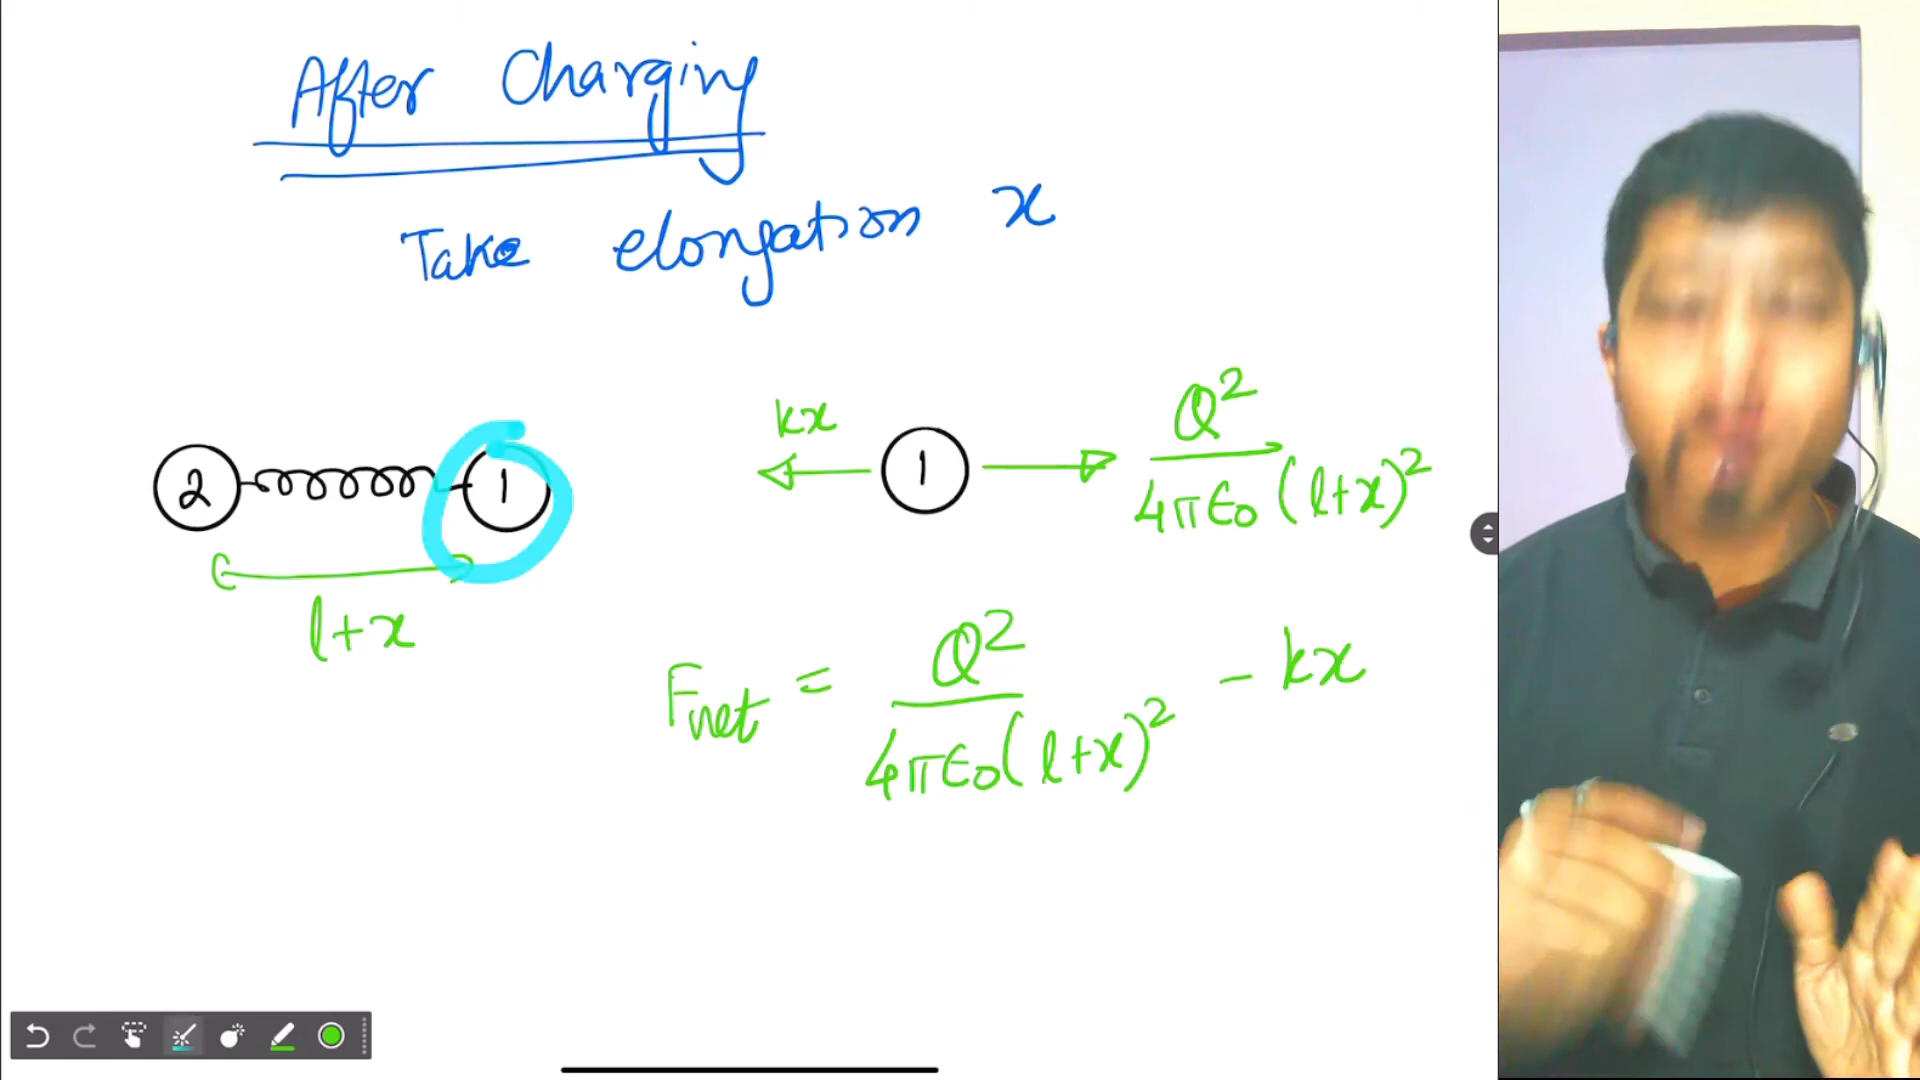 After Charging
Take elongation x
2 1
l+x
kx
1
Q²/4πϵ₀(l+x)²
Fnet = Q²/4πϵ₀(l+x)² - kx